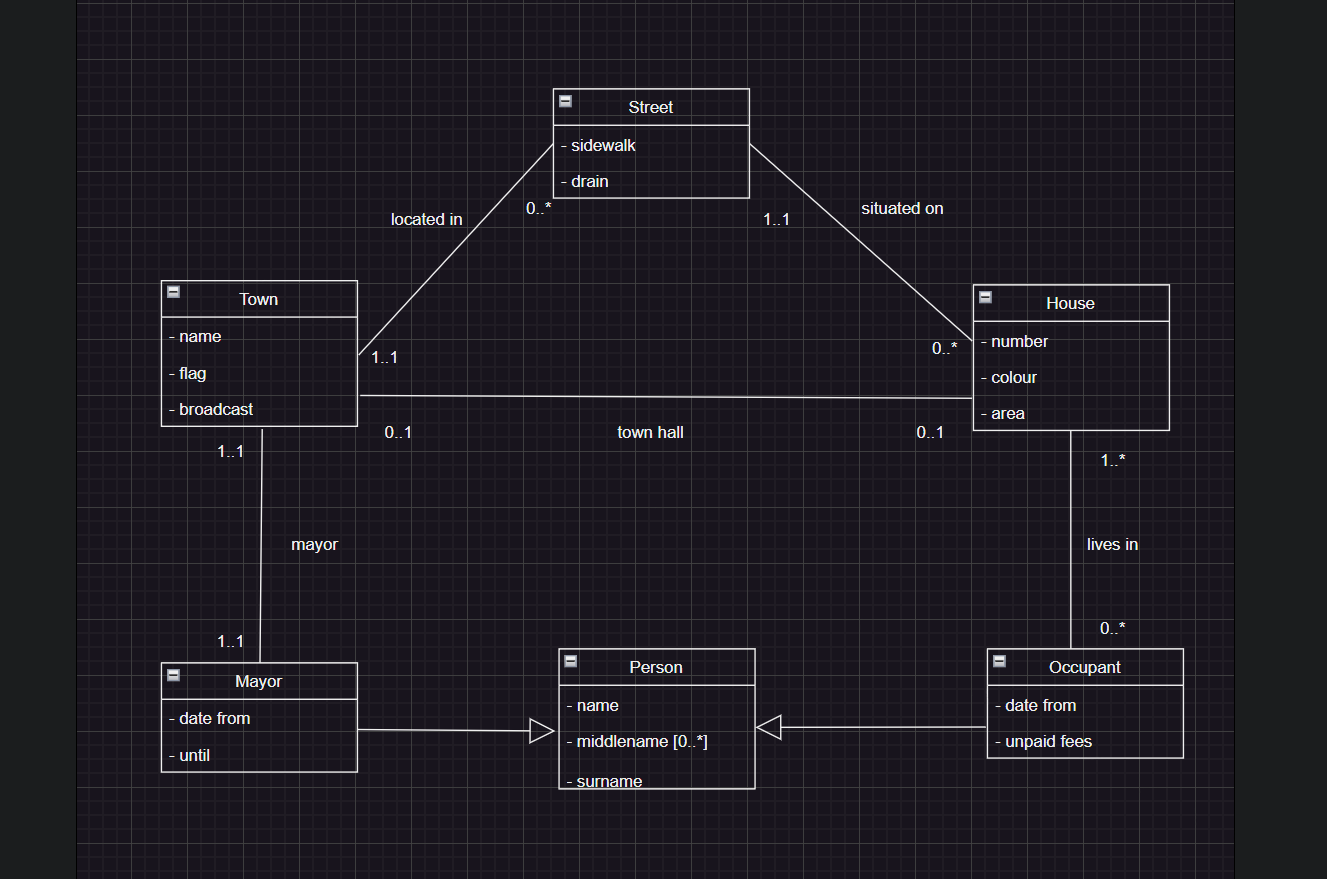 Street
- sidewalk
- drain
located in
0..*
1..1
situated on
Town
- name
- flag
- broadcast
1..1
House
- number
- colour
- area
0..*
0..1
town hall
0..1
1..1
mayor
1..1
1..*
lives in
0..*
Mayor
- date from
- until
Person
- name
- middlename [0..*]
- surname
Occupant
- date from
- unpaid fees